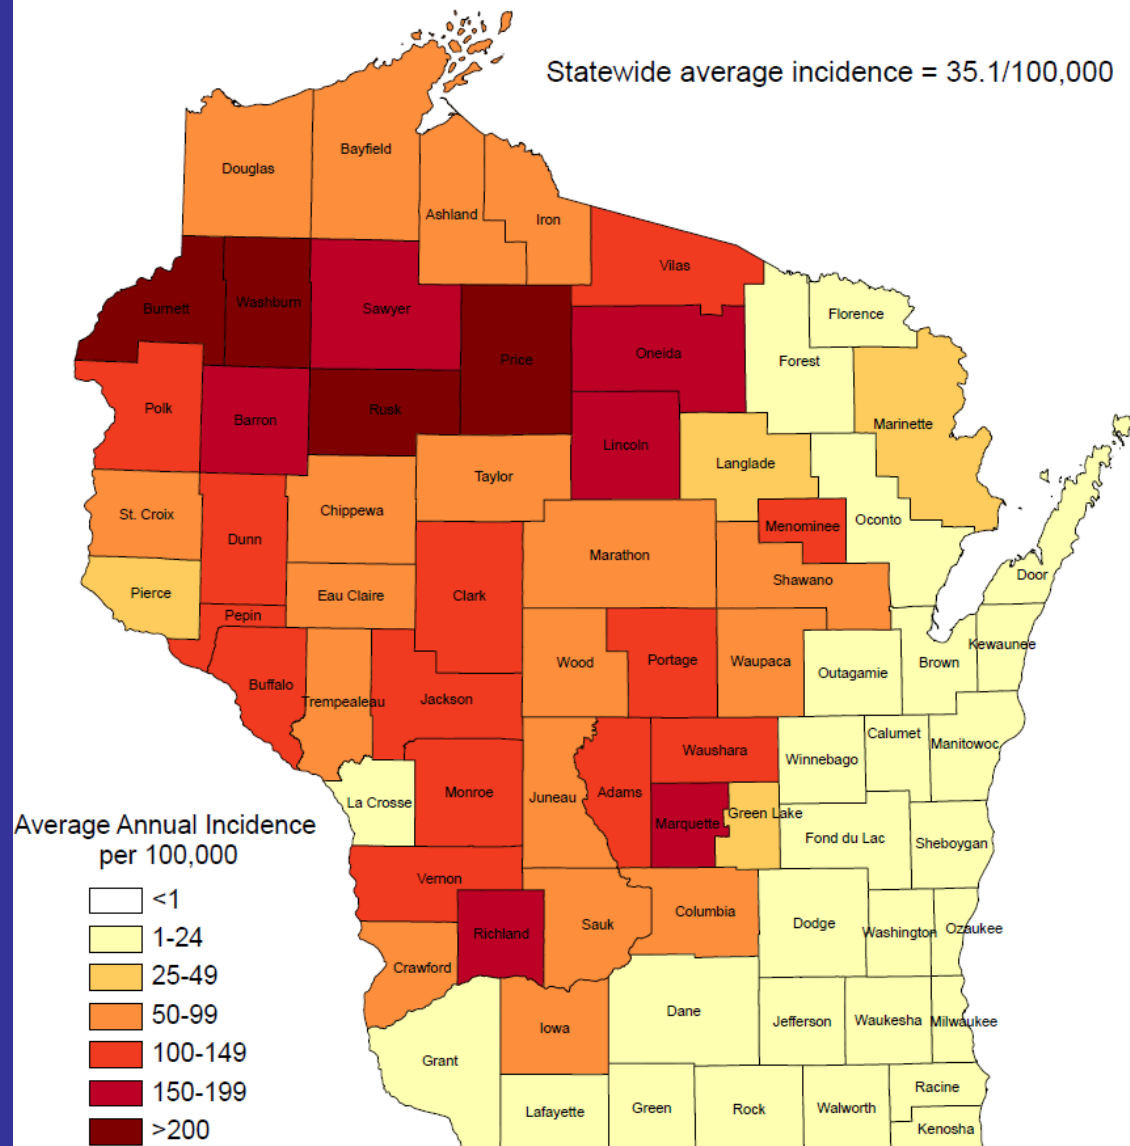 Statewide average incidence = 35.1/100,000
Douglas
Bayfield
Ashland
Iron
Vilas
Burnett
Washburn
Sawyer
Price
Oneida
Forest
Florence
Marinette
Polk
Barron
Rusk
Lincoln
Langlade
Taylor
St. Croix
Dunn
Chippewa
Marathon
Menominee
Oconto
Door
Pierce
Eau Claire
Clark
Shawano
Pepin
Wood
Portage
Waupaca
Outagamie
Brown
Kewaunee
Buffalo
Trempealeau
Jackson
Waushara
Winnebago
Calumet
Manitowoc
La Crosse
Monroe
Juneau
Adams
Marquette
Green Lake
Fond du Lac
Sheboygan
Vernon
Richland
Sauk
Columbia
Dodge
Washington
Ozaukee
Crawford
Iowa
Dane
Jefferson
Waukesha
Milwaukee
Grant
Lafayette
Green
Rock
Walworth
Racine
Kenosha
Average Annual Incidence
per 100,000
<1
1-24
25-49
50-99
100-149
150-199
>200